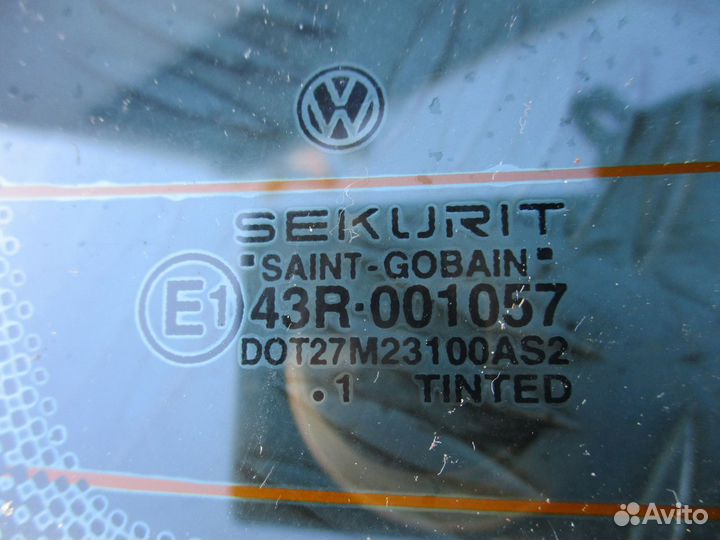 SEKURIT
"SAINT-GOBAIN"
E1 43R·001057
DOT27M23100AS2
.1 TINTED
Avito